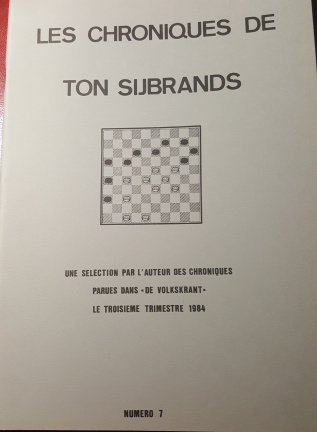 LES CHRONIQUES DE
TON SIJBRANDS
UNE SELECTION PAR L'AUTEUR DES CHRONIQUES
PARUES DANS «DE VOLKSKRANT»
LE TROISIEME TRIMESTRE 1984
NUMERO 7